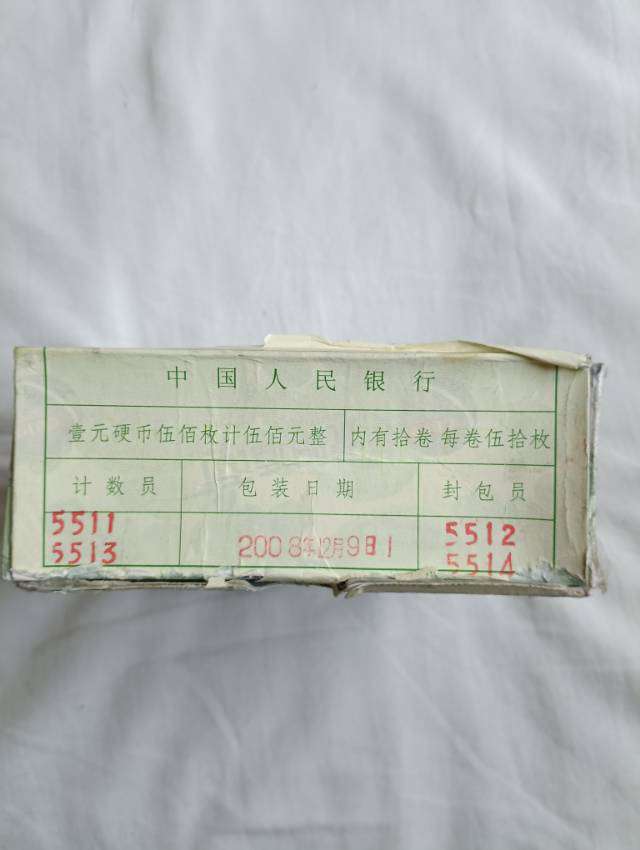 中国人民银行
壹元硬币伍佰枚计伍佰元整 内有拾卷 每卷伍拾枚
计数员 包装日期 封包员
5511 5512
5513 2008年12月9日1 5514